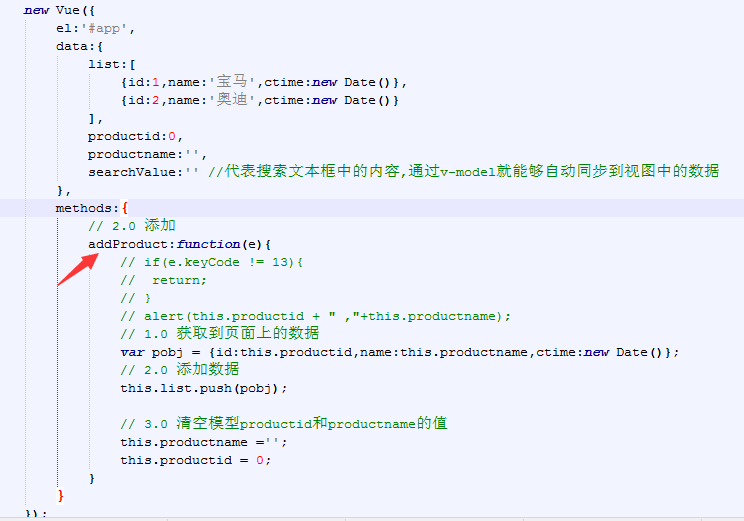 new Vue({
el:'#app',
data:{
list:[
{id:1,name:'宝马',ctime:new Date()},
{id:2,name:'奥迪',ctime:new Date()}
],
productid:0,
productname:'',
searchValue:'' //代表搜索文本框中的内容,通过v-model就能够自动同步到视图中的数据
},
methods:{
// 2.0 添加
addProduct:function(e){
// if(e.keyCode != 13){
// return;
// }
// alert(this.productid + " ,"+this.productname);
// 1.0 获取到页面上的数据
var pobj = {id:this.productid,name:this.productname,ctime:new Date()};
// 2.0 添加数据
this.list.push(pobj);
// 3.0 清空模型productid和productname的值
this.productname ='';
this.productid = 0;
}
}
});